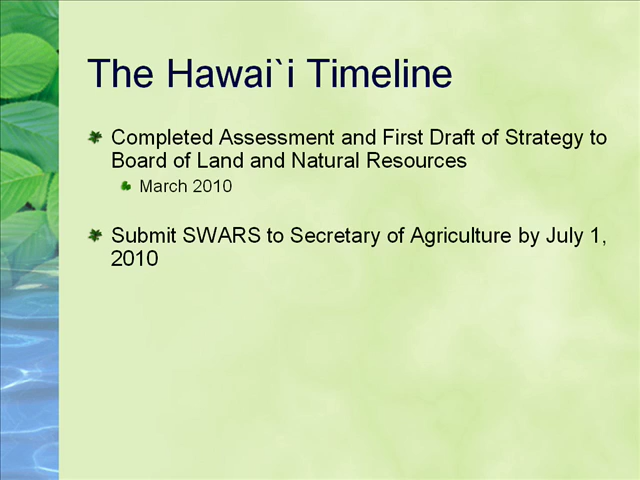 The Hawai`i Timeline
Completed Assessment and First Draft of Strategy to
Board of Land and Natural Resources
March 2010
Submit SWARS to Secretary of Agriculture by July 1,
2010